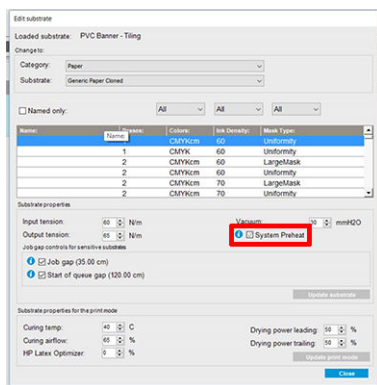 Edit substrate
Loaded substrate: PVC Banner - Tiling
Change to:
Category: Paper
Substrate: Generic Paper Cloned
Named only: All All All
Name: Passes: Colors: Ink Density: Mask Type:
Name: CMYKcm 60 Uniformity
1 CMYK 60 Uniformity
2 CMYKcm 60 LargeMask
2 CMYKcm 60 Uniformity
2 CMYKcm 70 LargeMask
2 CMYKcm 70 Uniformity
Substrate properties
Input tension: 60 N/m Vacuum: 30 mmH2O
Output tension: 65 N/m System Preheat
Job gap controls for sensitive substrates
Job gap (35.00 cm)
Start of queue gap (120.00 cm)
Update substrate
Substrate properties for the print mode
Curing temp: 40 C Drying power leading: 50 %
Curing airflow: 65 % Drying power trailing: 50 %
HP Latex Optimizer: 0 % Update print mode
Close